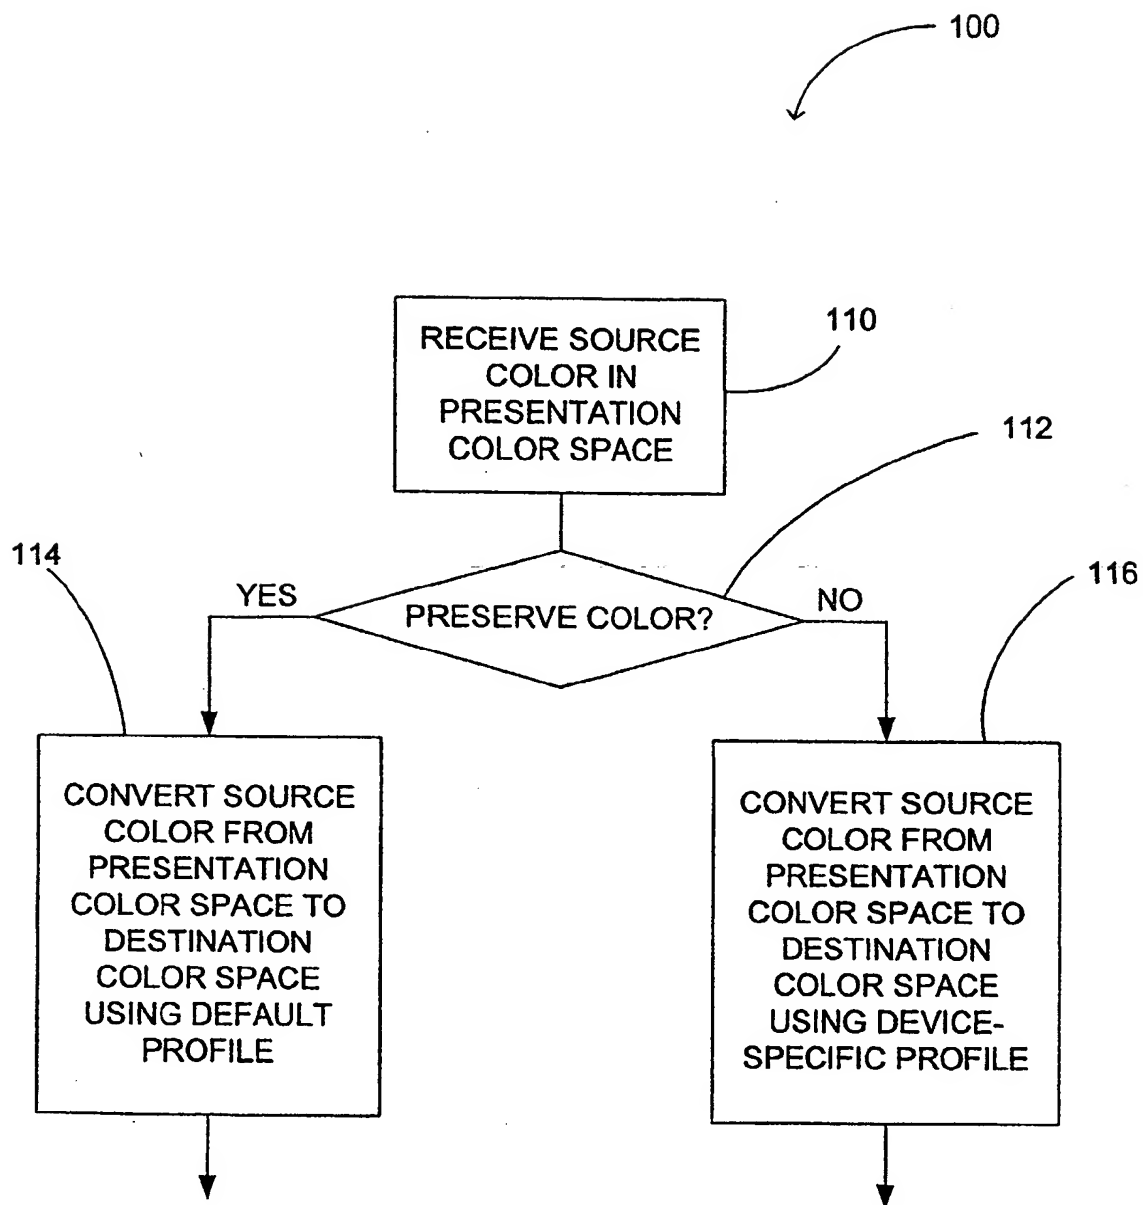 100
RECEIVE SOURCE
COLOR IN
PRESENTATION
COLOR SPACE
110
112
114
YES
PRESERVE COLOR?
NO
116
CONVERT SOURCE
COLOR FROM
PRESENTATION
COLOR SPACE TO
DESTINATION
COLOR SPACE
USING DEFAULT
PROFILE
CONVERT SOURCE
COLOR FROM
PRESENTATION
COLOR SPACE TO
DESTINATION
COLOR SPACE
USING DEVICE-
SPECIFIC PROFILE